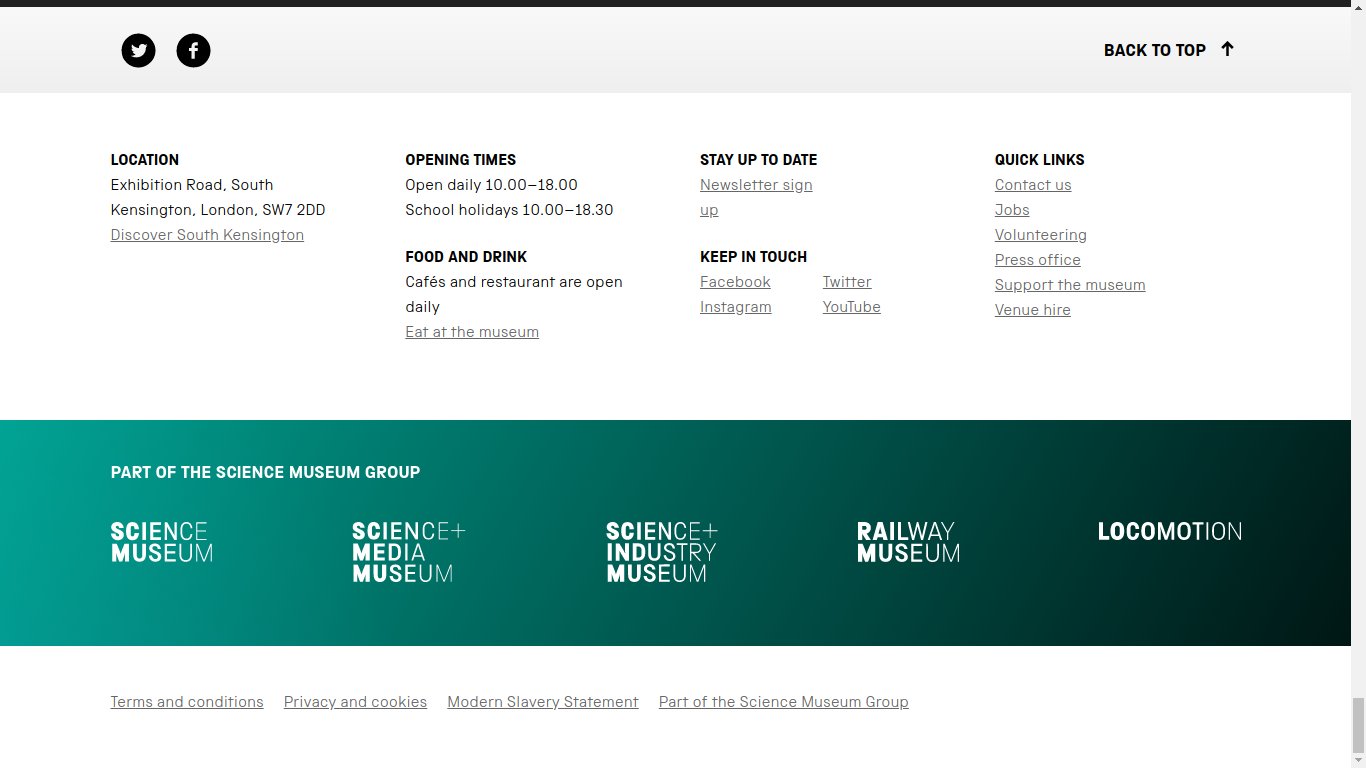 BACK TO TOP
LOCATION
Exhibition Road, South
Kensington, London, SW7 2DD
Discover South Kensington
OPENING TIMES
Open daily 10.00–18.00
School holidays 10.00–18.30
FOOD AND DRINK
Cafés and restaurant are open
daily
Eat at the museum
STAY UP TO DATE
Newsletter sign
up
KEEP IN TOUCH
Facebook Twitter
Instagram YouTube
QUICK LINKS
Contact us
Jobs
Volunteering
Press office
Support the museum
Venue hire
PART OF THE SCIENCE MUSEUM GROUP
SCIENCE
MUSEUM
SCIENCE+
MEDIA
MUSEUM
SCIENCE+
INDUSTRY
MUSEUM
RAILWAY
MUSEUM
LOCOMOTION
Terms and conditions Privacy and cookies Modern Slavery Statement Part of the Science Museum Group